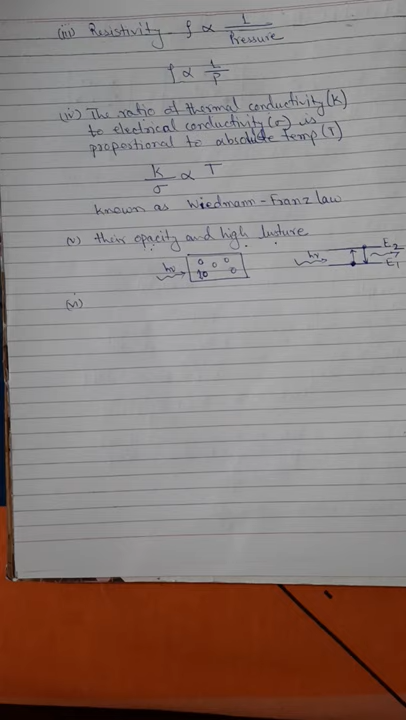 (iii) Resistivity ρ ∝ 1/Pressure
ρ ∝ 1/P
(iv) The ratio of thermal conductivity (K)
to electrical conductivity (σ) is
proportional to absolute temp (T)
K/σ ∝ T
known as Wiedmann-Franz law
(v) their opacity and high lusture
hν hν E2
E1
(vi)